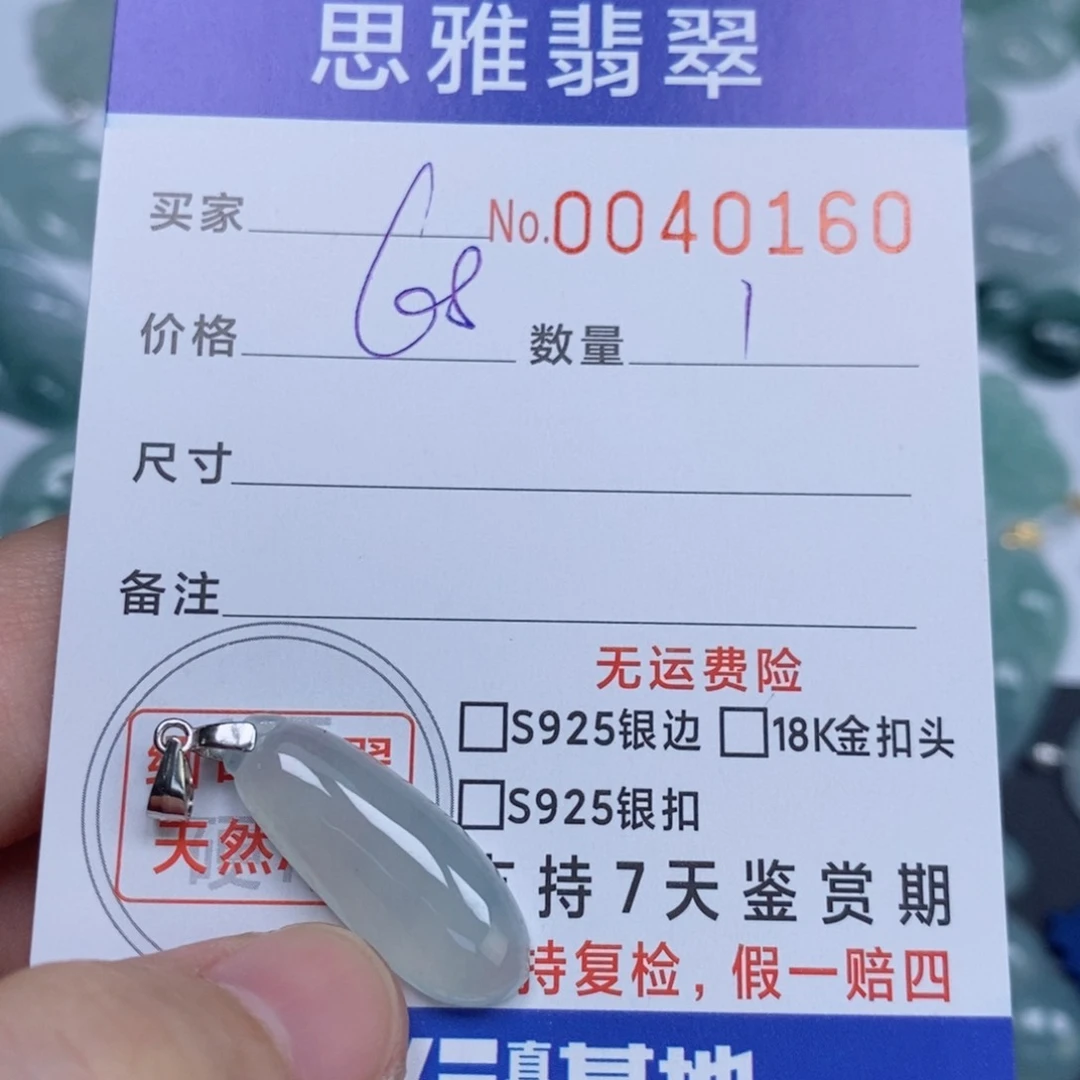 思雅翡翠
买家 No.0040160
价格 68 数量 1
尺寸
备注
无运费险
S925银边 18K金扣头
S925银扣
天然
持7天鉴赏期
持复检，假一赔四
基地